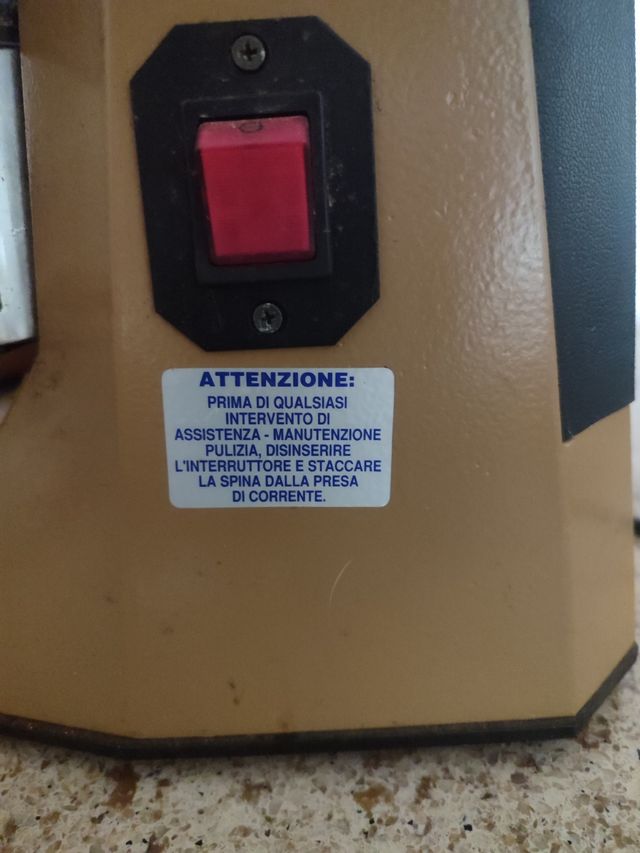 ATTENZIONE:
PRIMA DI QUALSIASI
INTERVENTO DI
ASSISTENZA - MANUTENZIONE
PULIZIA, DISINSERIRE
L'INTERRUTTORE E STACCARE
LA SPINA DALLA PRESA
DI CORRENTE.